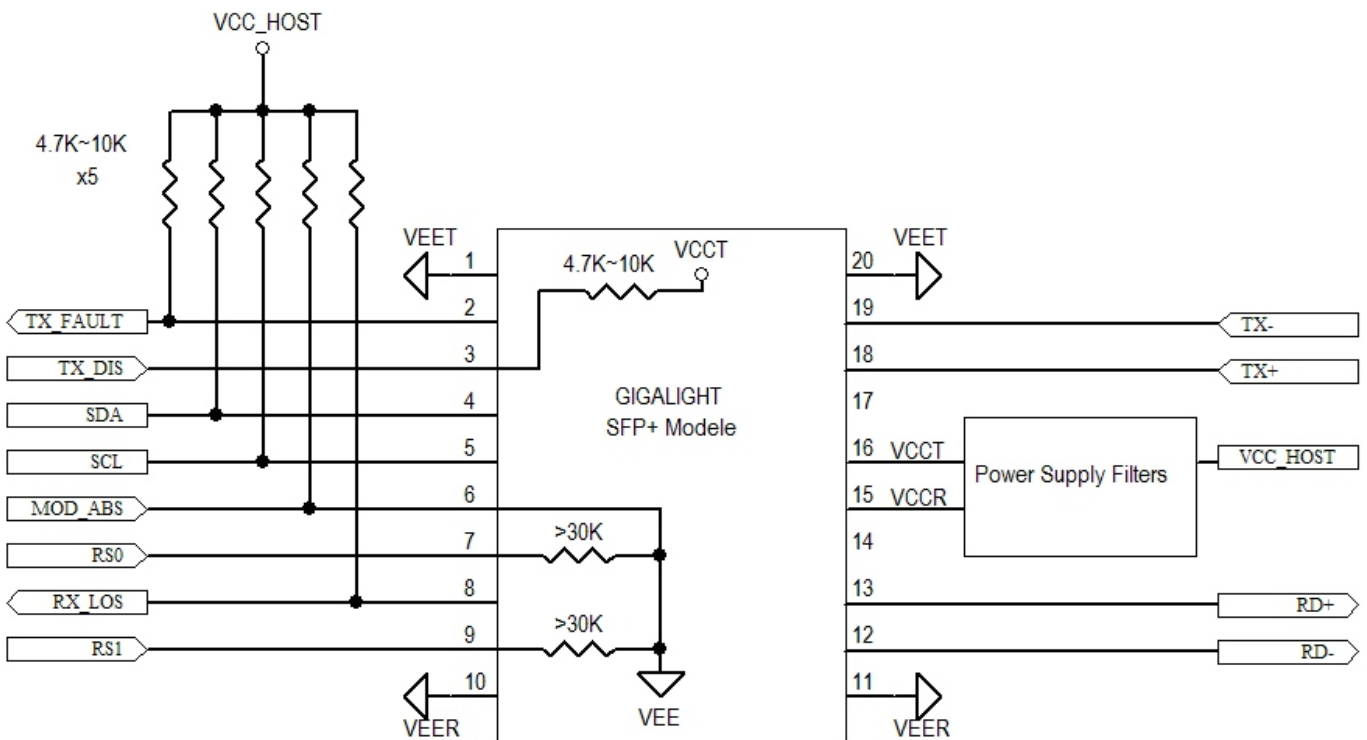 VCC_HOST
4.7K~10K
x5
VEET
1
TX_FAULT
2
TX_DIS
3
SDA
4
SCL
5
MOD_ABS
6
RS0
7
RX_LOS
8
RS1
9
10
VEER
4.7K~10K
VCCT
GIGALIGHT
SFP+ Modele
>30K
>30K
VEE
VEET
20
19
TX-
18
TX+
17
16 VCCT
15 VCCR
Power Supply Filters
VCC_HOST
14
13
RD+
12
RD-
11
VEER